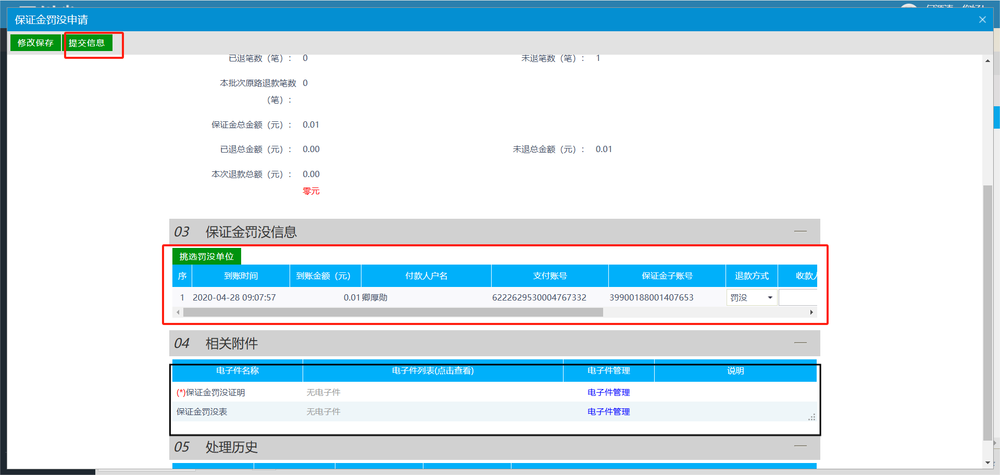 保证金罚没申请
修改保存 提交信息
已退笔数（笔）： 0 未退笔数（笔）： 1
本批次原路退款笔数 0
（笔）：
保证金总金额（元）： 0.01
已退总金额（元）： 0.00 未退总金额（元）： 0.01
本次退款总额（元）： 0.00
零元
03 保证金罚没信息
挑选罚没单位
序 到账时间 到账金额（元） 付款人户名 支付账号 保证金子账号 退款方式 收款人
1 2020-04-28 09:07:57 0.01 卿厚勋 6222629530004767332 39900188001407653 罚没
04 相关附件
电子件名称 电子件列表(点击查看) 电子件管理 说明
(*)保证金罚没证明 无电子件 电子件管理
保证金罚没表 无电子件 电子件管理
05 处理历史